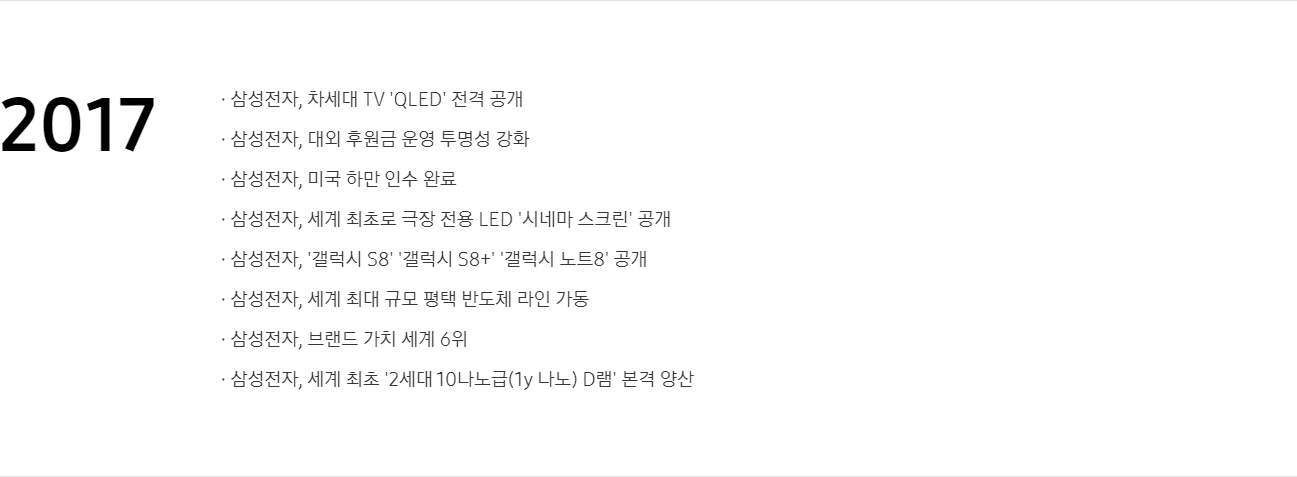 2017
· 삼성전자, 차세대 TV 'QLED' 전격 공개
· 삼성전자, 대외 후원금 운영 투명성 강화
· 삼성전자, 미국 하만 인수 완료
· 삼성전자, 세계 최초로 극장 전용 LED '시네마 스크린' 공개
· 삼성전자, '갤럭시 S8' '갤럭시 S8+' '갤럭시 노트8' 공개
· 삼성전자, 세계 최대 규모 평택 반도체 라인 가동
· 삼성전자, 브랜드 가치 세계 6위
· 삼성전자, 세계 최초 '2세대 10나노급(1y 나노) D램' 본격 양산